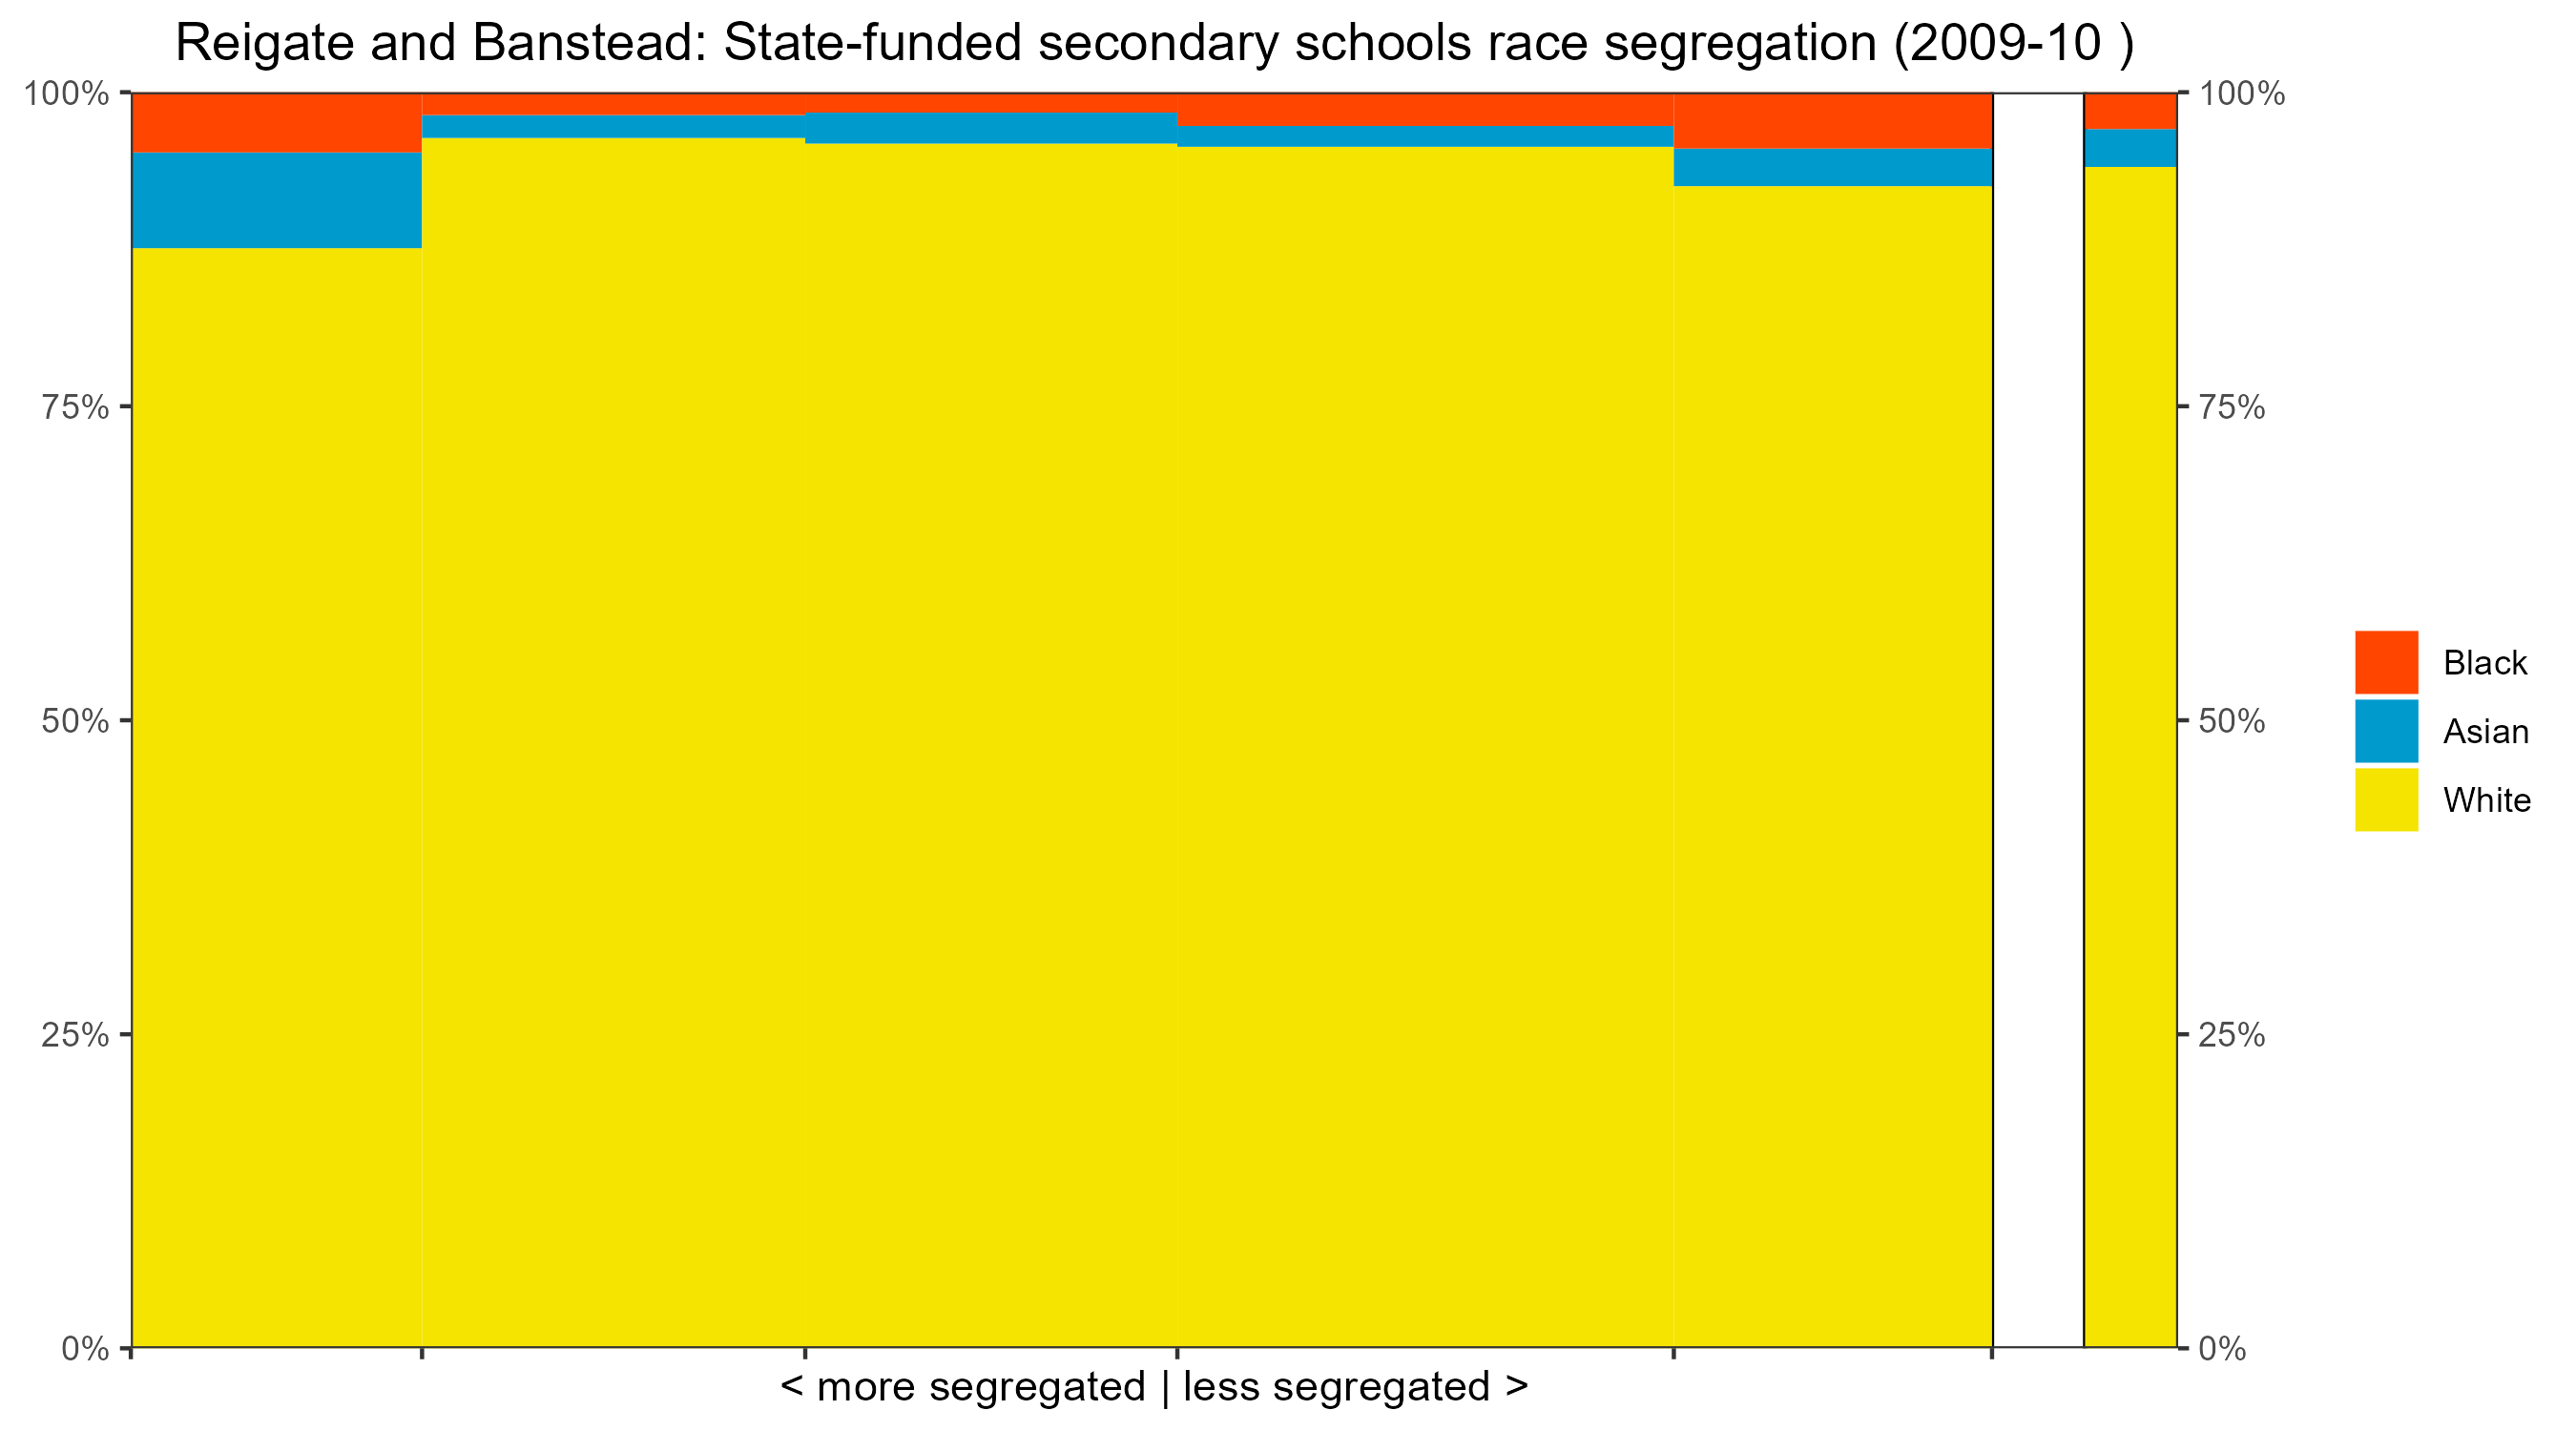 Reigate and Banstead: State-funded secondary schools race segregation (2009-10 )
100%
75%
50%
25%
0%
100%
75%
50%
25%
0%
Black
Asian
White
< more segregated | less segregated >